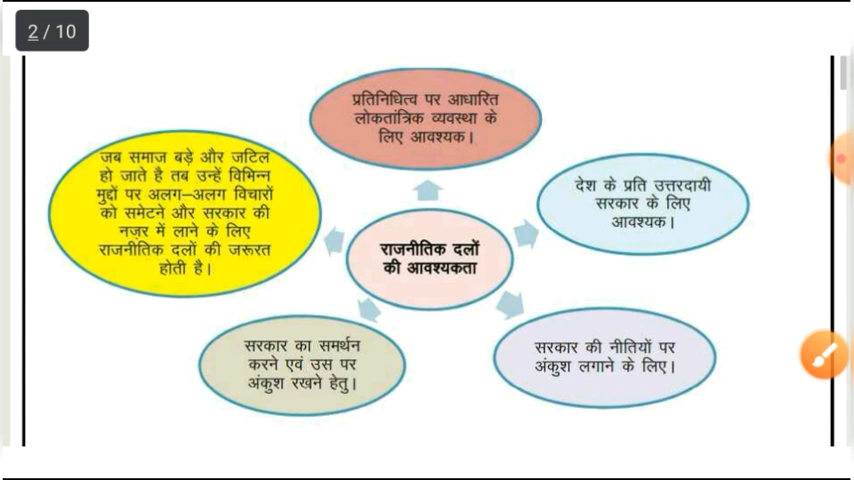 2 / 10
प्रतिनिधित्व पर आधारित
लोकतांत्रिक व्यवस्था के
लिए आवश्यक।
जब समाज बड़े और जटिल
हो जाते है तब उन्हें विभिन्न
मुद्दों पर अलग–अलग विचारों
को समेटने और सरकार की
नज़र में लाने के लिए
राजनीतिक दलों की जरूरत
होती है।
देश के प्रति उत्तरदायी
सरकार के लिए
आवश्यक।
राजनीतिक दलों
की आवश्यकता
सरकार का समर्थन
करने एवं उस पर
अंकुश रखने हेतु।
सरकार की नीतियों पर
अंकुश लगाने के लिए।